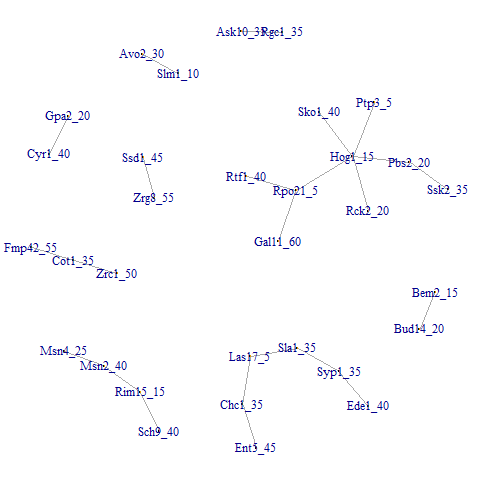 Ask10_35
Rgc1_35
Avo2_30
Slm1_10
Ptp3_5
Sko1_40
Gpa2_20
Cyr1_40
Ssd1_45
Hog1_15
Pbs2_20
Rtf1_40
Rpo21_5
Ssk2_35
Zrg8_55
Rck2_20
Gal11_60
Fmp42_55
Cot1_35
Zrc1_50
Bem2_15
Bud14_20
Msn4_25
Msn2_40
Las17_5
Sla1_35
Syp1_35
Rim15_15
Chc1_35
Ede1_40
Sch9_40
Ent5_45